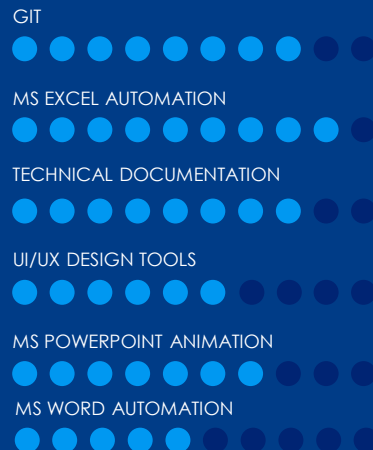 GIT
MS EXCEL AUTOMATION
TECHNICAL DOCUMENTATION
UI/UX DESIGN TOOLS
MS POWERPOINT ANIMATION
MS WORD AUTOMATION